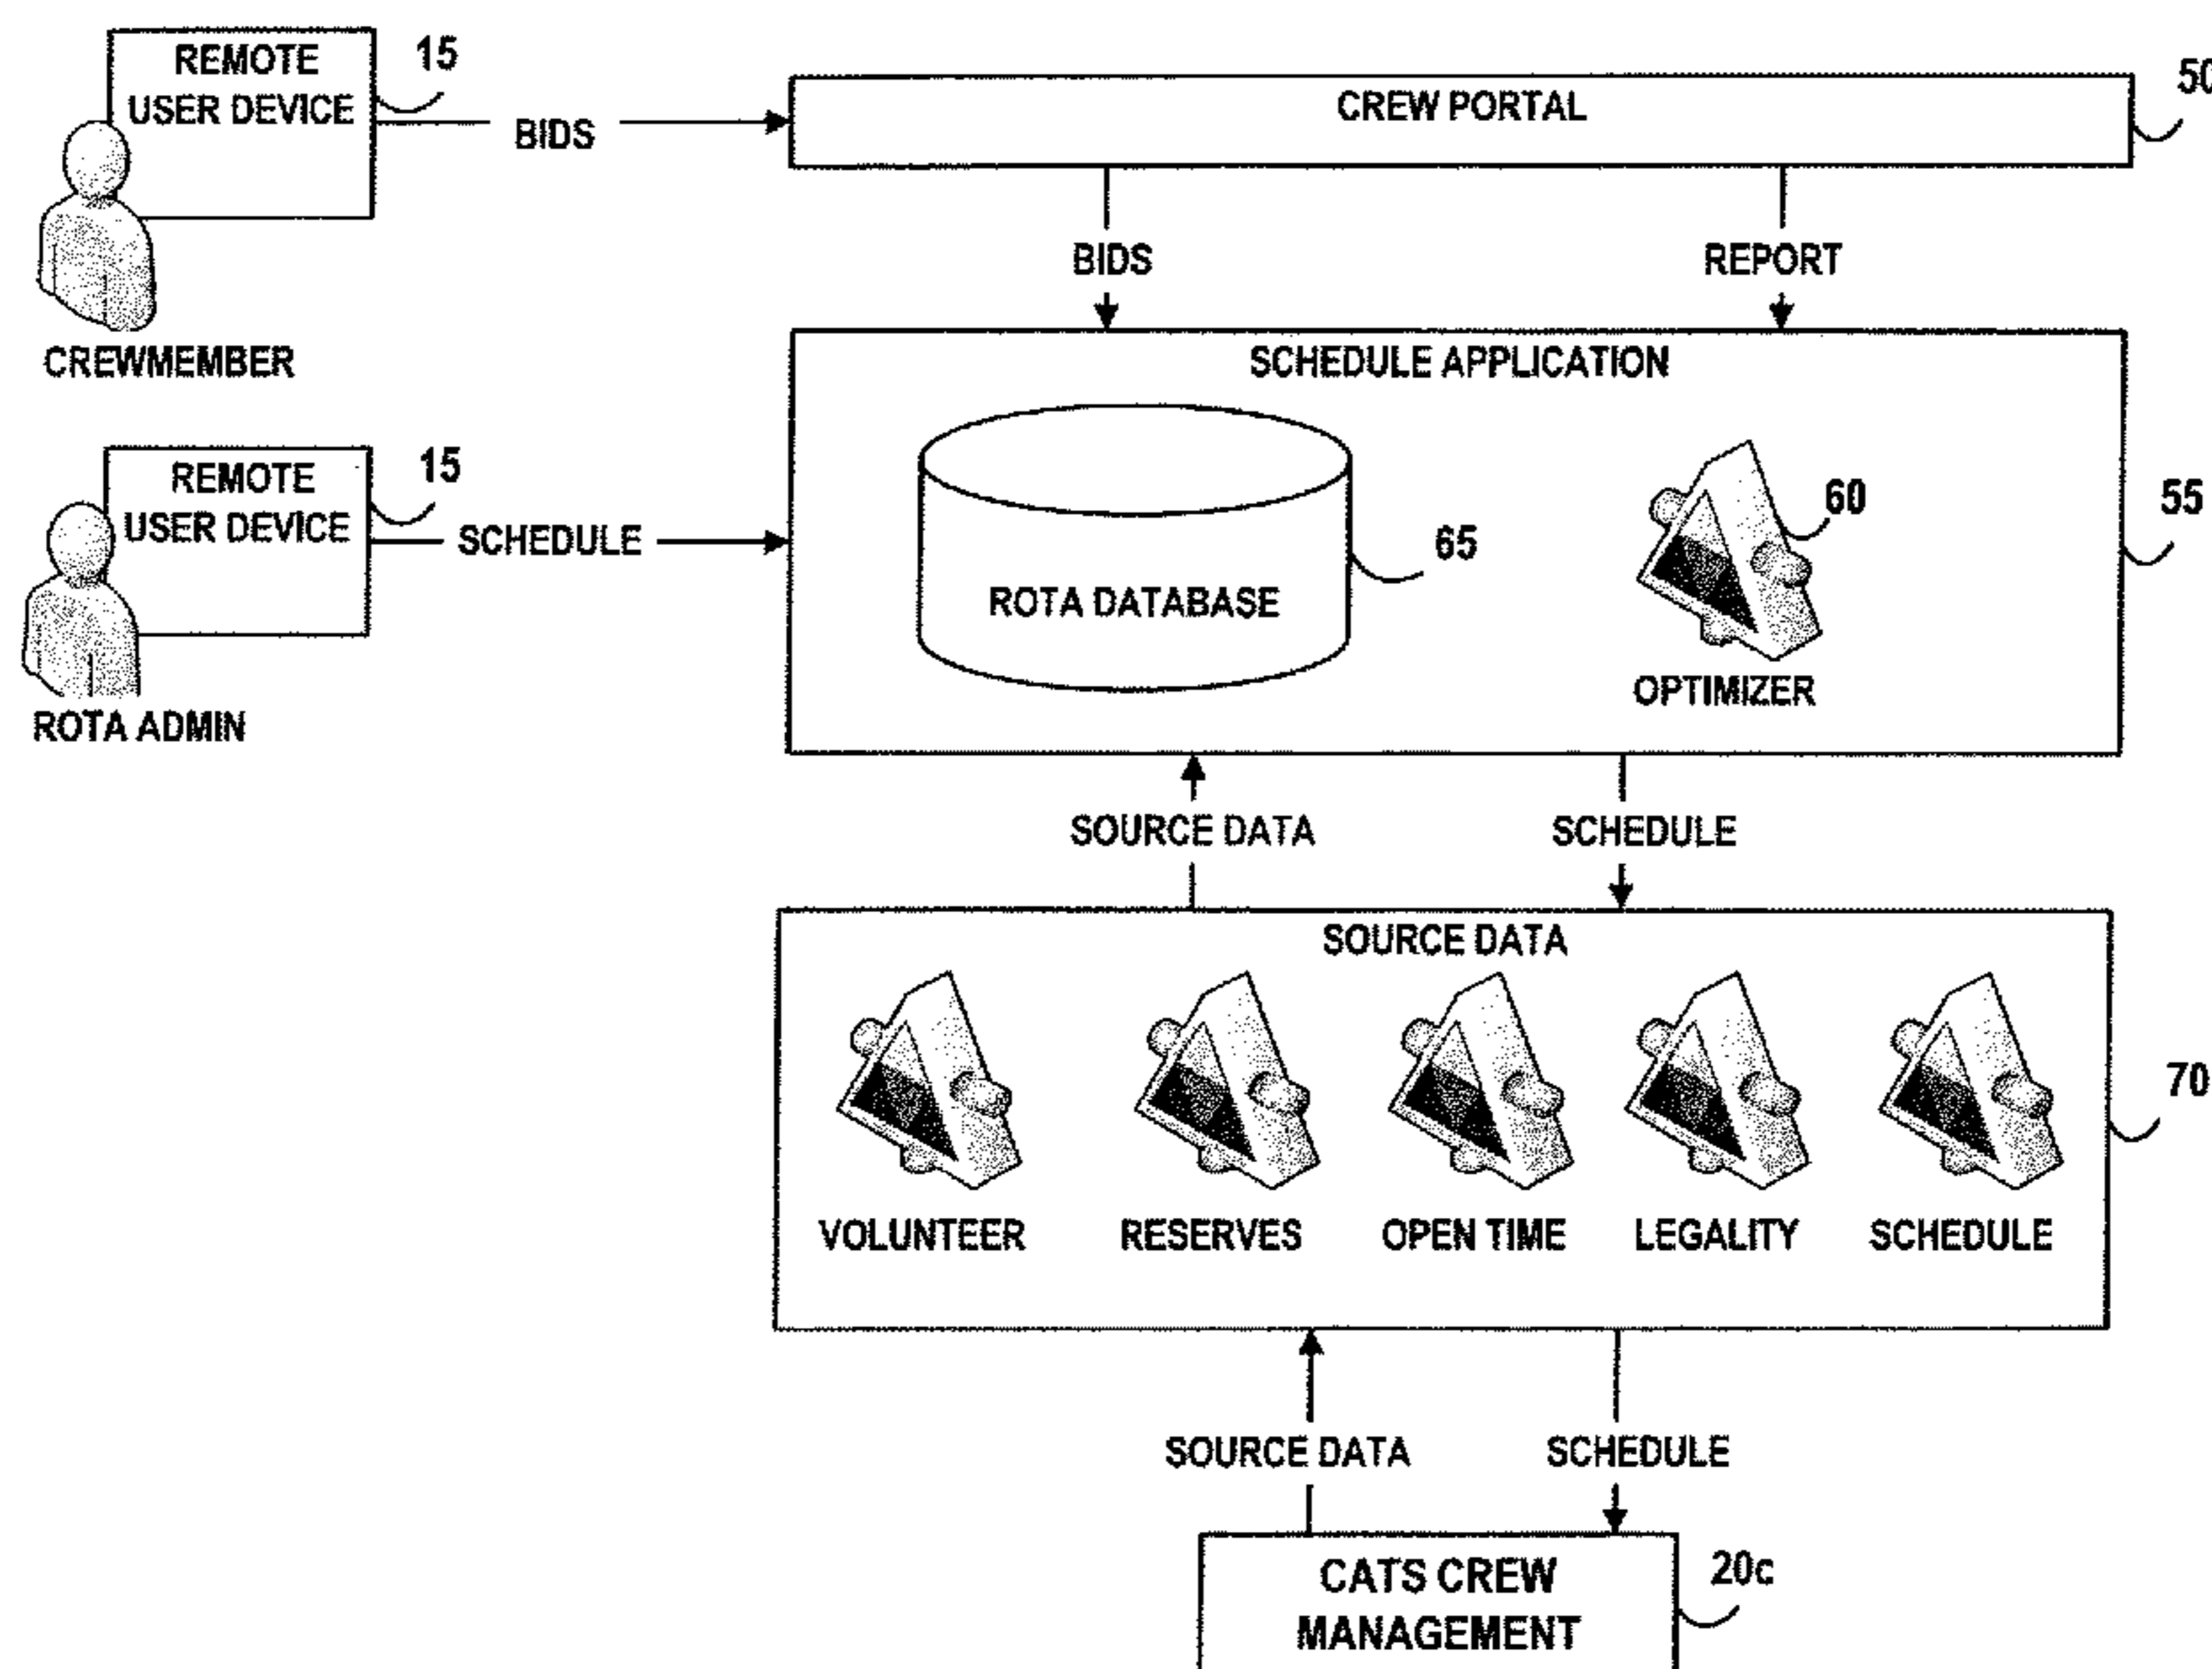 REMOTE
USER DEVICE
15
BIDS
CREW PORTAL
50
CREWMEMBER
BIDS
REPORT
REMOTE
USER DEVICE
15
SCHEDULE
ROTA ADMIN
SCHEDULE APPLICATION
ROTA DATABASE
65
60
OPTIMIZER
55
SOURCE DATA
SCHEDULE
SOURCE DATA
VOLUNTEER
RESERVES
OPEN TIME
LEGALITY
SCHEDULE
70
SOURCE DATA
SCHEDULE
CATS CREW
MANAGEMENT
20c